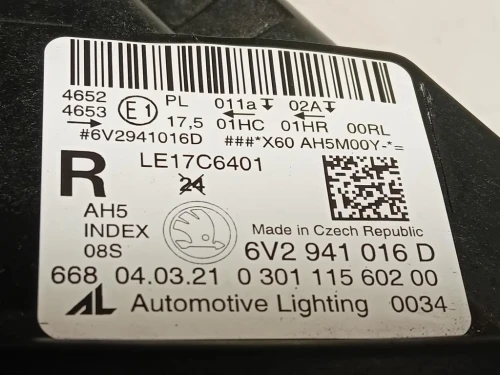 4652 E1 PL 011a 02A
4653 17,5 01HC 01HR 00RL
#6V2941016D ###*X60 AH5M00Y-*=
R LE17C6401
24
AH5
INDEX Made in Czech Republic
08S 6V2 941 016 D
668 04.03.21 0 301 115 602 00
AL Automotive Lighting 0034